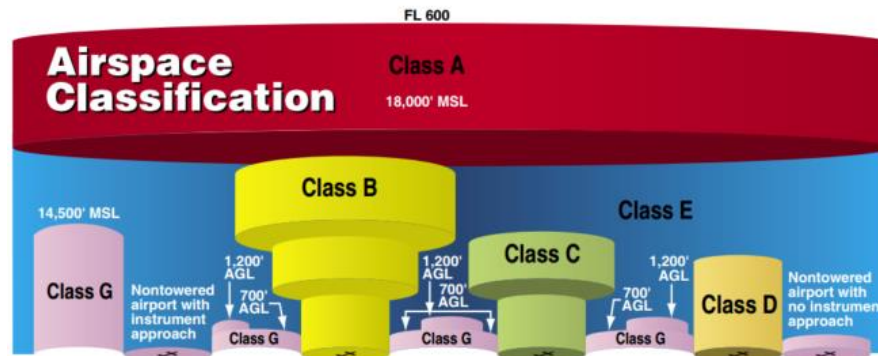 FL 600
Airspace
Classification
Class A
18,000' MSL
Class B
Class E
14,500' MSL
1,200'
AGL
1,200'
AGL
Class C
1,200'
AGL
Class G
Nontowered
airport with
instrument
approach
700'
AGL
700'
AGL
700'
AGL
Class D
Nontowered
airport with
no instrument
approach
Class G
Class G
Class G